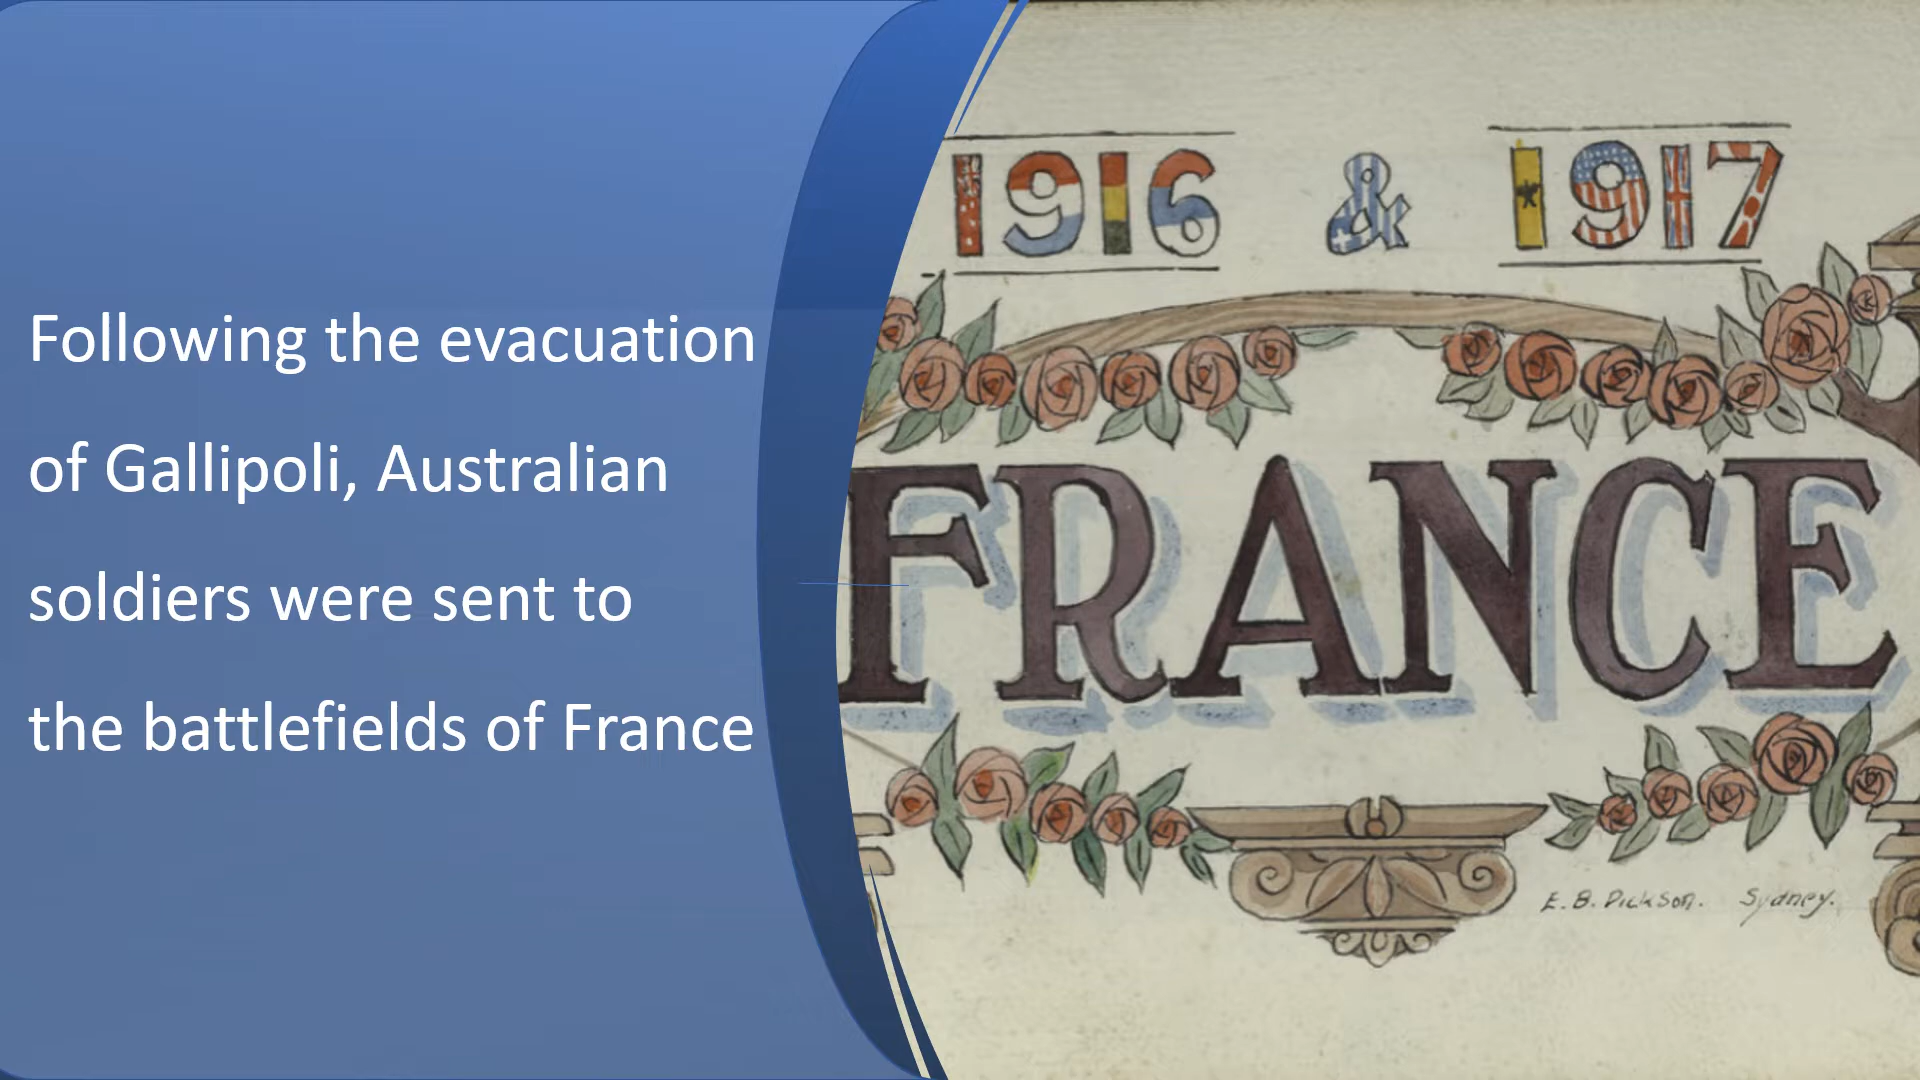 Following the evacuation
of Gallipoli, Australian
soldiers were sent to
the battlefields of France
1916 & 1917
FRANCE
E. B. Dickson. Sydney.